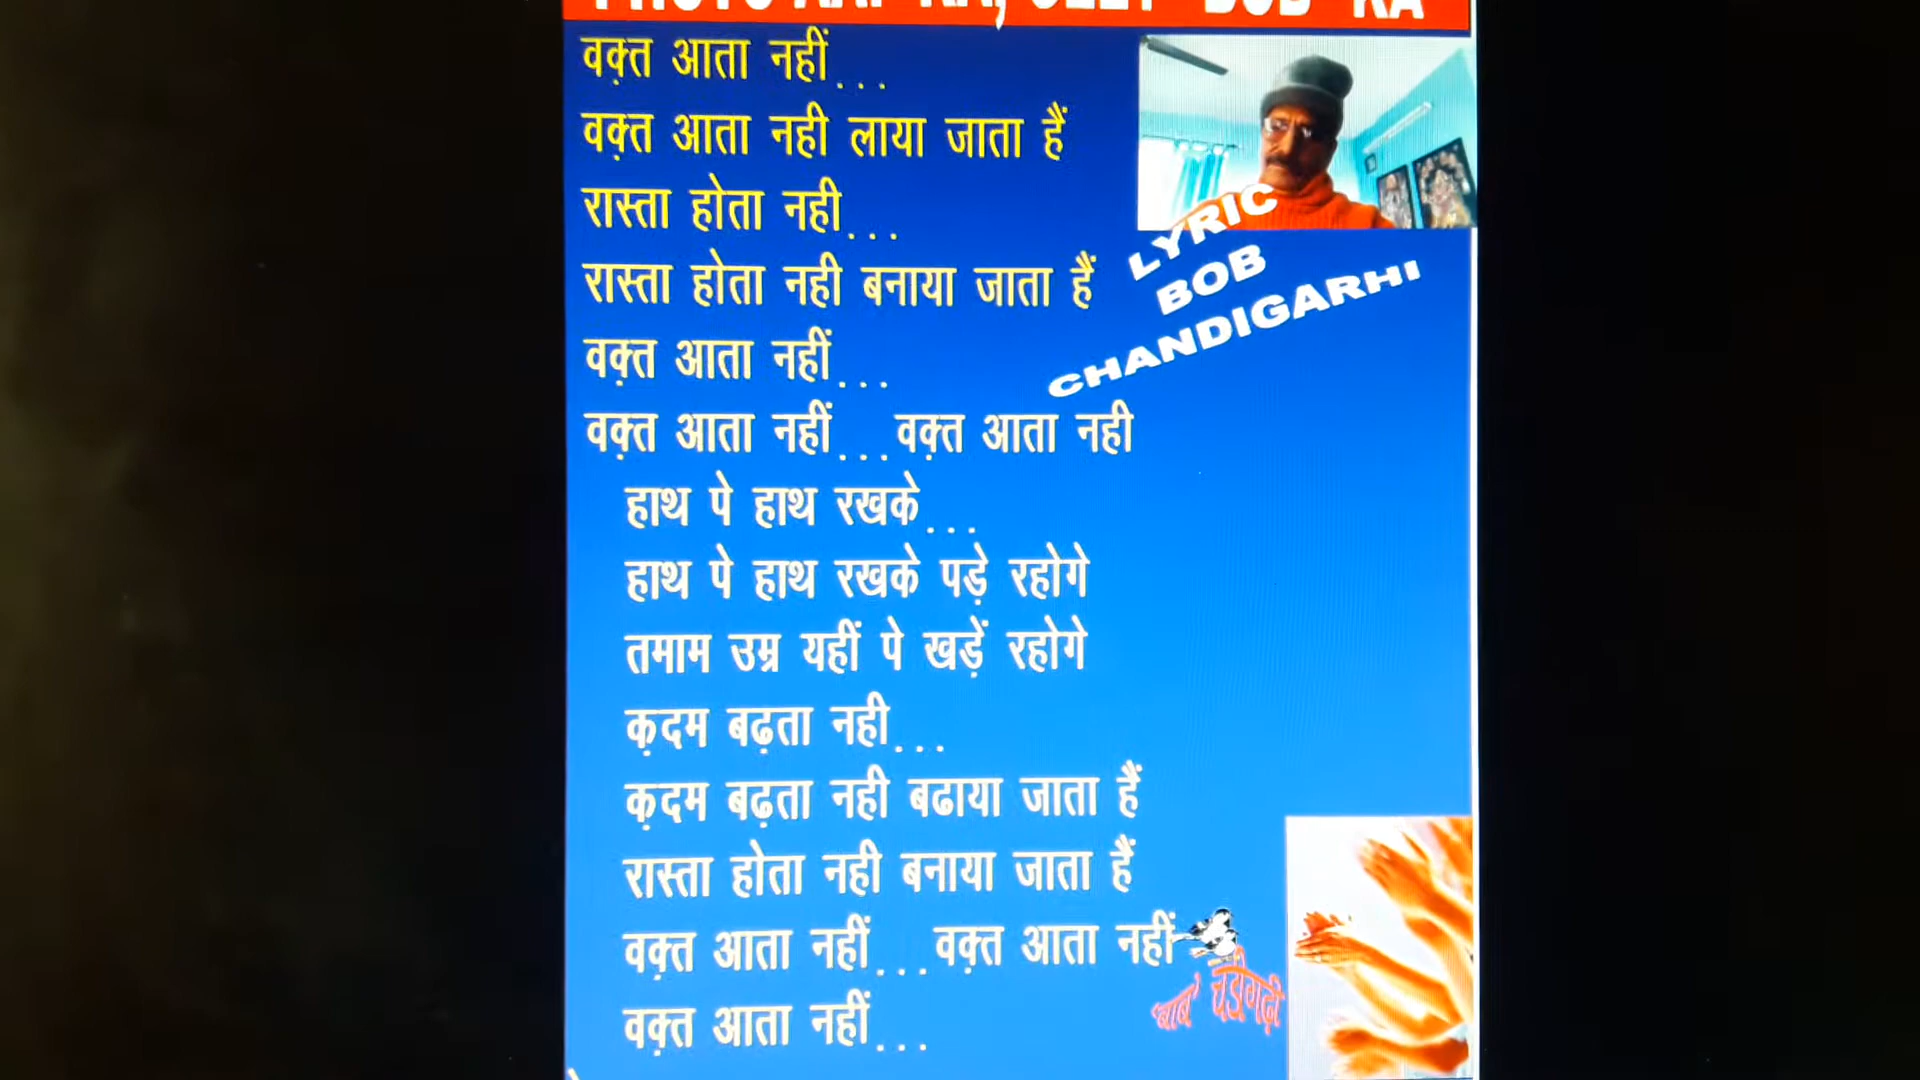 वक़्त आता नहीं...
वक़्त आता नही लाया जाता हैं
रास्ता होता नही...
रास्ता होता नही बनाया जाता हैं
LYRIC
BOB
CHANDIGARHI
वक़्त आता नहीं...
वक़्त आता नहीं...वक़्त आता नही
हाथ पे हाथ रखके...
हाथ पे हाथ रखके पड़े रहोगे
तमाम उम्र यहीं पे खड़ें रहोगे
क़दम बढ़ता नही...
क़दम बढ़ता नही बढाया जाता हैं
रास्ता होता नही बनाया जाता हैं
वक़्त आता नहीं...वक़्त आता नहीं
वक़्त आता नहीं...